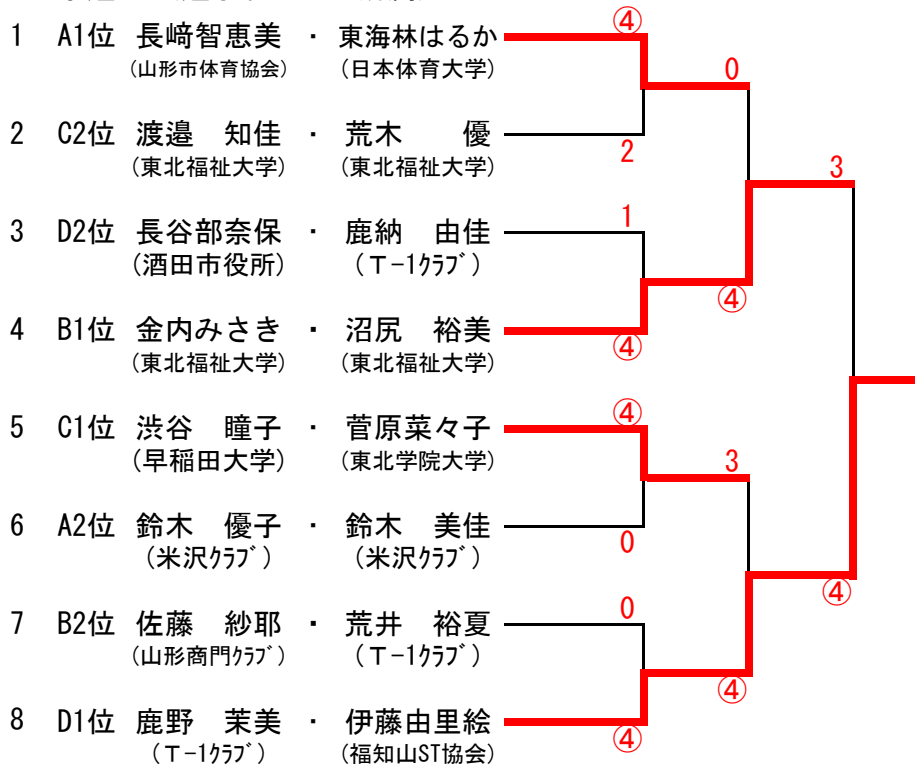 ④
1 A1位 長﨑智恵美 ・ 東海林はるか
(山形市体育協会) (日本体育大学)
0
2 C2位 渡邉 知佳 ・ 荒木 優
2
(東北福祉大学) (東北福祉大学)
3
1
3 D2位 長谷部奈保 ・ 鹿納 由佳
(酒田市役所) (T-1ｸﾗﾌﾞ)
④
4 B1位 金内みさき ・ 沼尻 裕美
④
(東北福祉大学) (東北福祉大学)
④
5 C1位 渋谷 瞳子 ・ 菅原菜々子
(早稲田大学) (東北学院大学)
3
6 A2位 鈴木 優子 ・ 鈴木 美佳
0
(米沢ｸﾗﾌﾞ) (米沢ｸﾗﾌﾞ)
④
0
7 B2位 佐藤 紗耶 ・ 荒井 裕夏
(山形商門ｸﾗﾌﾞ) (T-1ｸﾗﾌﾞ)
④
8 D1位 鹿野 茉美 ・ 伊藤由里絵
④
(T-1ｸﾗﾌﾞ) (福知山ST協会)